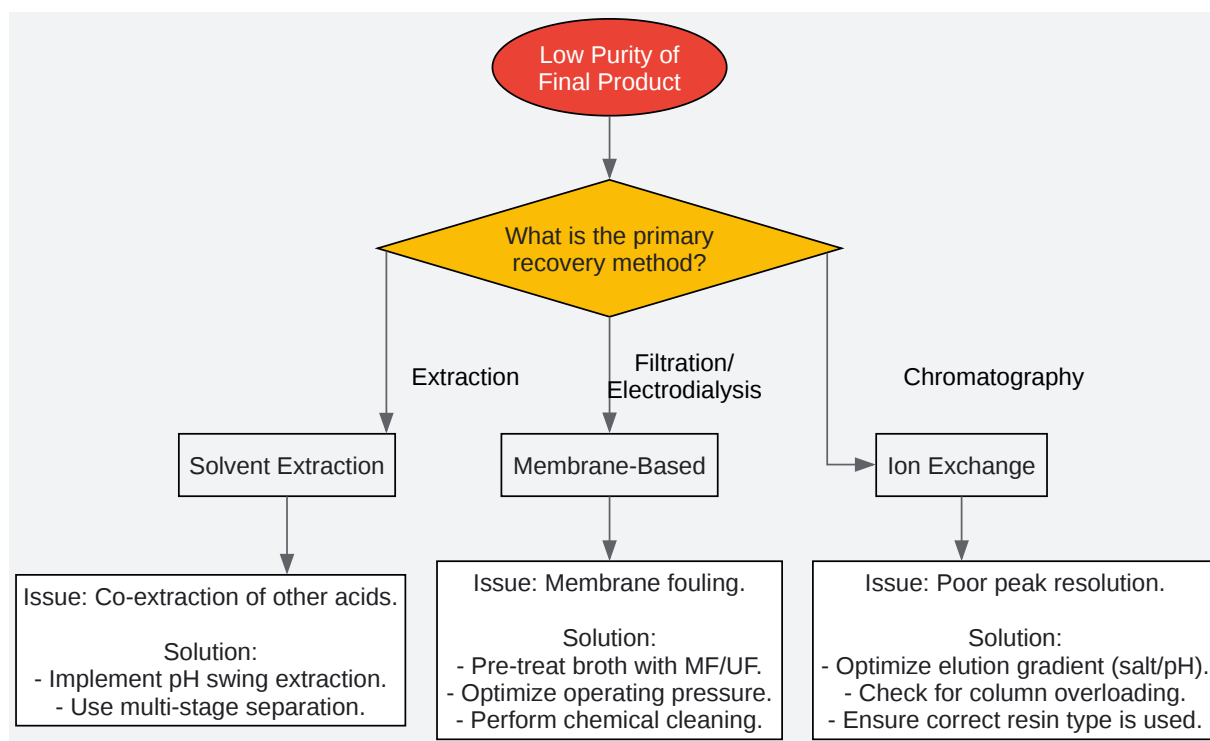 Low Purity of
Final Product
What is the primary
recovery method?
Extraction
Filtration/
Electrodialysis
Chromatography
Solvent Extraction
Membrane-Based
Ion Exchange
Issue: Co-extraction of other acids.
Solution:
- Implement pH swing extraction.
- Use multi-stage separation.
Issue: Membrane fouling.
Solution:
- Pre-treat broth with MF/UF.
- Optimize operating pressure.
- Perform chemical cleaning.
Issue: Poor peak resolution.
Solution:
- Optimize elution gradient (salt/pH).
- Check for column overloading.
- Ensure correct resin type is used.